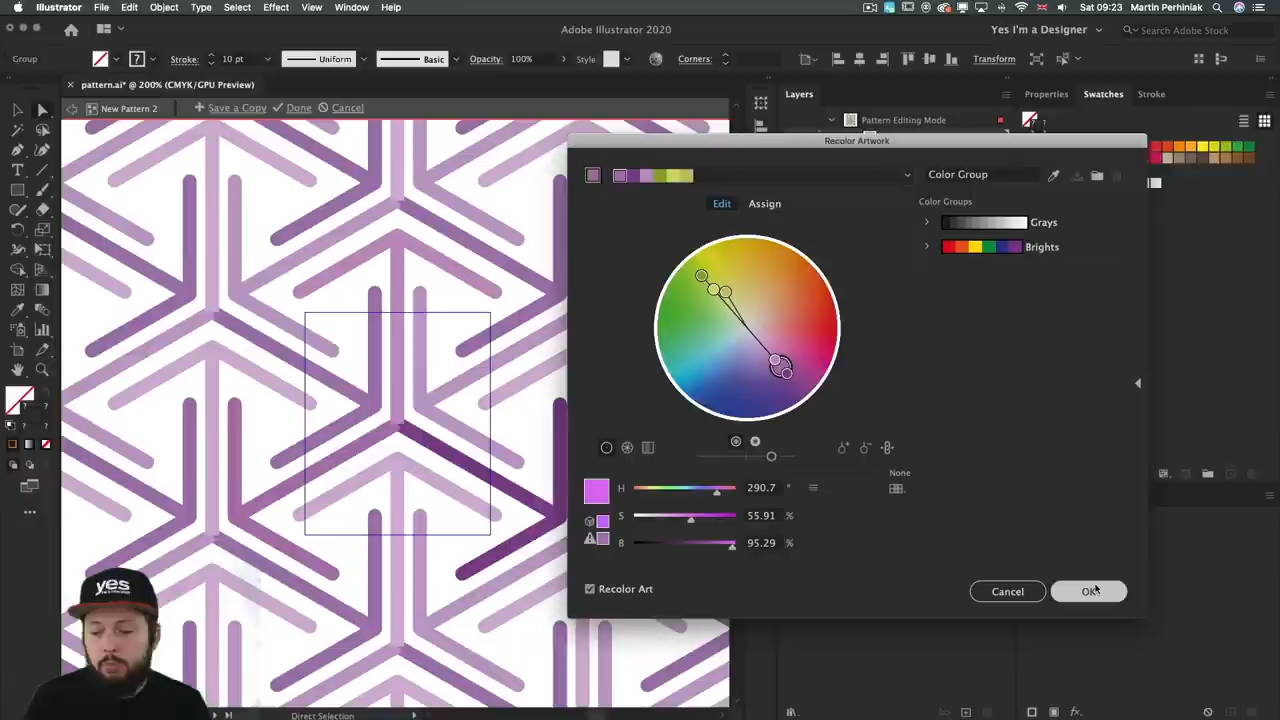 Illustrator File Edit Object Type Select Effect View Window Help Sat 09:23 Martin Perhiniak
Adobe Illustrator 2020 Yes I'm a Designer Search Adobe Stock
Group Stroke: 10 pt Uniform Basic Opacity: 100% Style Corners: Transform
× pattern.ai* @ 200% (CMYK/GPU Preview) Layers Properties Swatches Stroke
New Pattern 2 Save a Copy Done Cancel
Pattern Editing Mode
Recolor Artwork
Color Group
Edit Assign Color Groups
Grays
Brights
None
H 290.7 °
S 55.91 %
B 95.29 %
Recolor Art Cancel OK
yes
Direct Selection